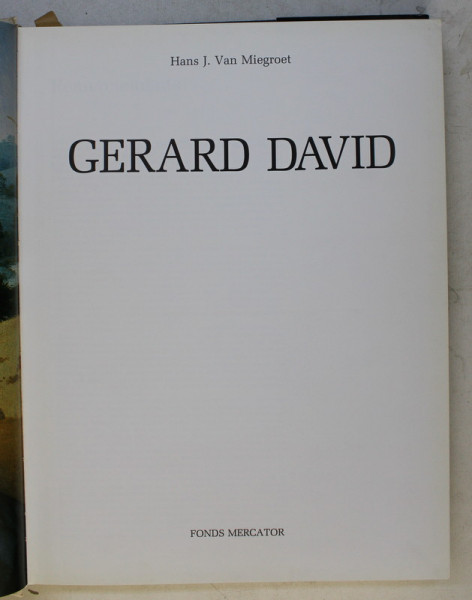 Hans J. Van Miegroet
GERARD DAVID
FONDS MERCATOR